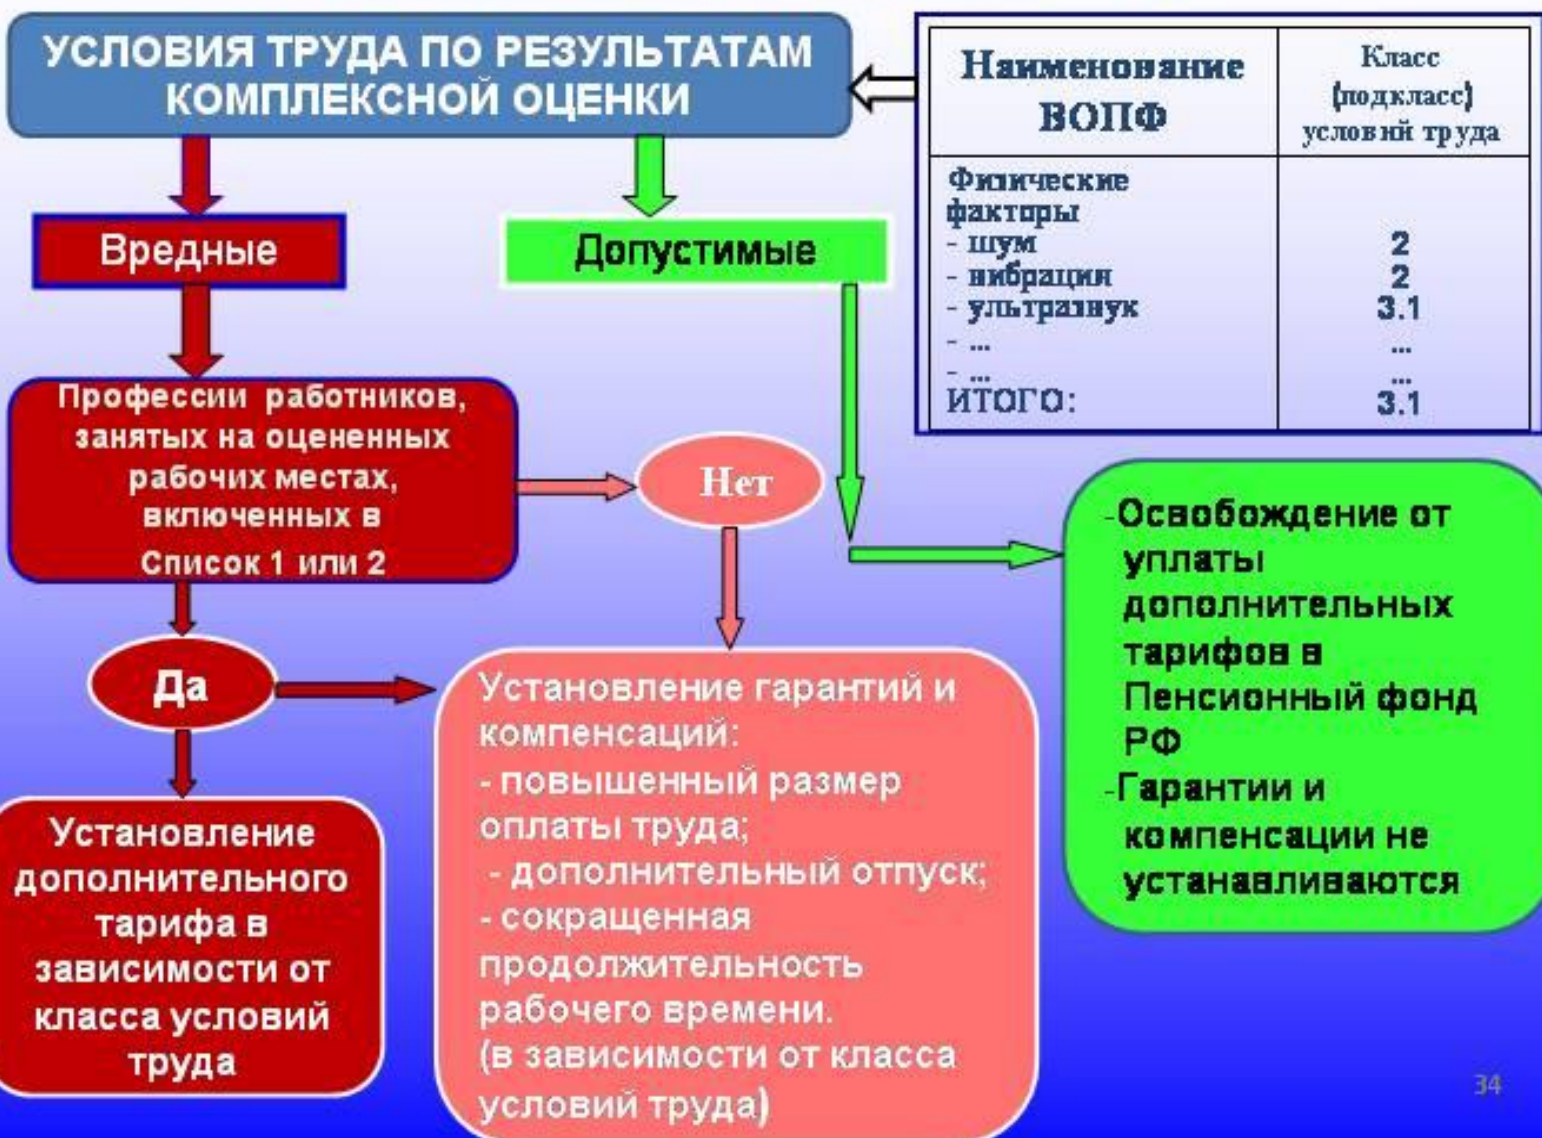 УСЛОВИЯ ТРУДА ПО РЕЗУЛЬТАТАМ
КОМПЛЕКСНОЙ ОЦЕНКИ
Наименование
ВОПФ
Класс
(подкласс)
условий труда
Физические
факторы
- шум 2
- вибрация 2
- ультразвук 3.1
- ... ...
- ... ...
ИТОГО: 3.1
Вредные
Допустимые
Профессии работников,
занятых на оцененных
рабочих местах,
включенных в
Список 1 или 2
Нет
Да
Установление
дополнительного
тарифа в
зависимости от
класса условий
труда
Установление гарантий и
компенсаций:
- повышенный размер
оплаты труда;
- дополнительный отпуск;
- сокращенная
продолжительность
рабочего времени.
(в зависимости от класса
условий труда)
-Освобождение от
уплаты
дополнительных
тарифов в
Пенсионный фонд
РФ
-Гарантии и
компенсации не
устанавливаются
34